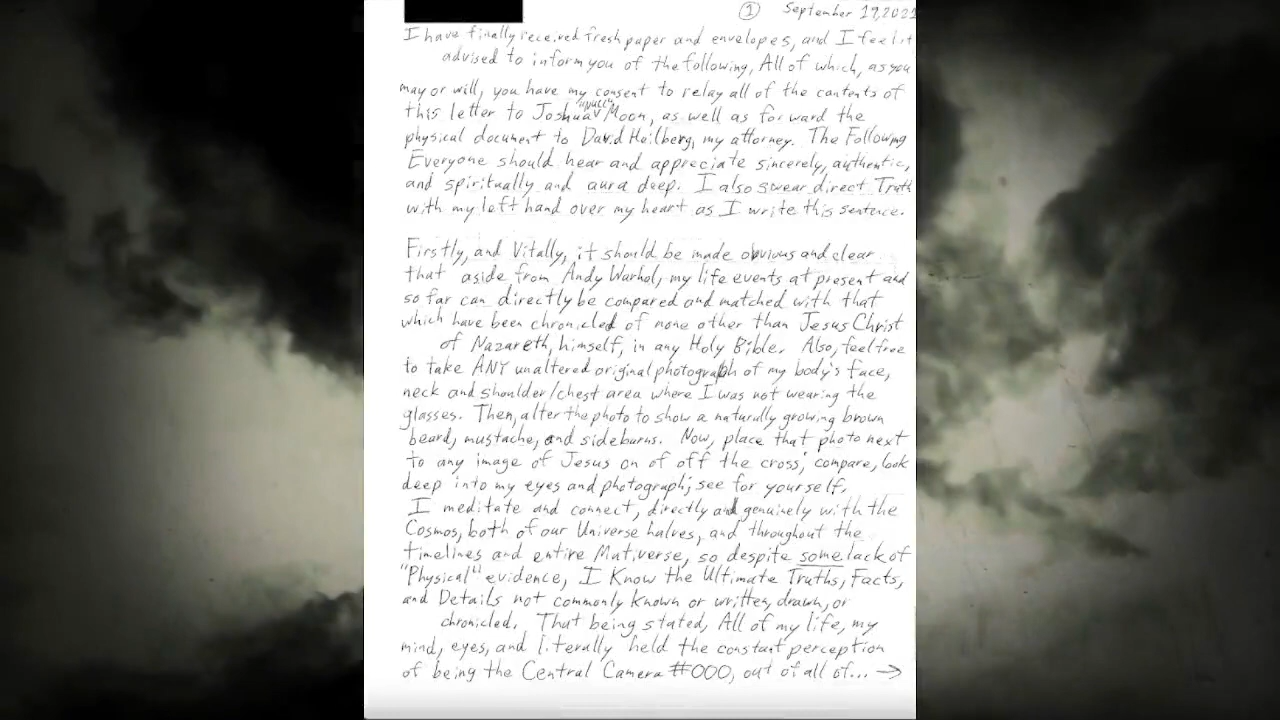 ① September 19, 202
I have finally received fresh paper and envelopes, and I feel it
advised to inform you of the following, All of which, as you
may or will, you have my consent to relay all of the contents of
this letter to Joshua Moon, as well as forward the
physical document to David Heilberg, my attorney. The Following
Everyone should hear and appreciate sincerely, authentic,
and spiritually and aura deep. I also swear direct Truth
with my left hand over my heart as I write this sentence.
Firstly, and Vitally, it should be made obvious and clear
that aside from Andy Warhol, my life events at present and
so far can directly be compared and matched with that
which have been chronicled of none other than Jesus Christ
of Nazareth, himself, in any Holy Bible. Also, feel free
to take ANY unaltered original photograph of my body's face,
neck and shoulder/chest area where I was not wearing the
glasses. Then, alter the photo to show a naturally growing brown
beard, mustache, and sideburns. Now, place that photo next
to any image of Jesus on of off the cross; compare, look
deep into my eyes and photograph; see for yourself.
I meditate and connect, directly and genuinely with the
Cosmos, both of our Universe halves, and throughout the
timelines and entire Mutiverse, so despite some lack of
"Physical" evidence, I Know the Ultimate Truths, Facts,
and Details not commonly known or written, drawn, or
chronicled. That being stated, All of my life, my
mind, eyes, and literally held the constant perception
of being the Central Camera #000, out of all of... →